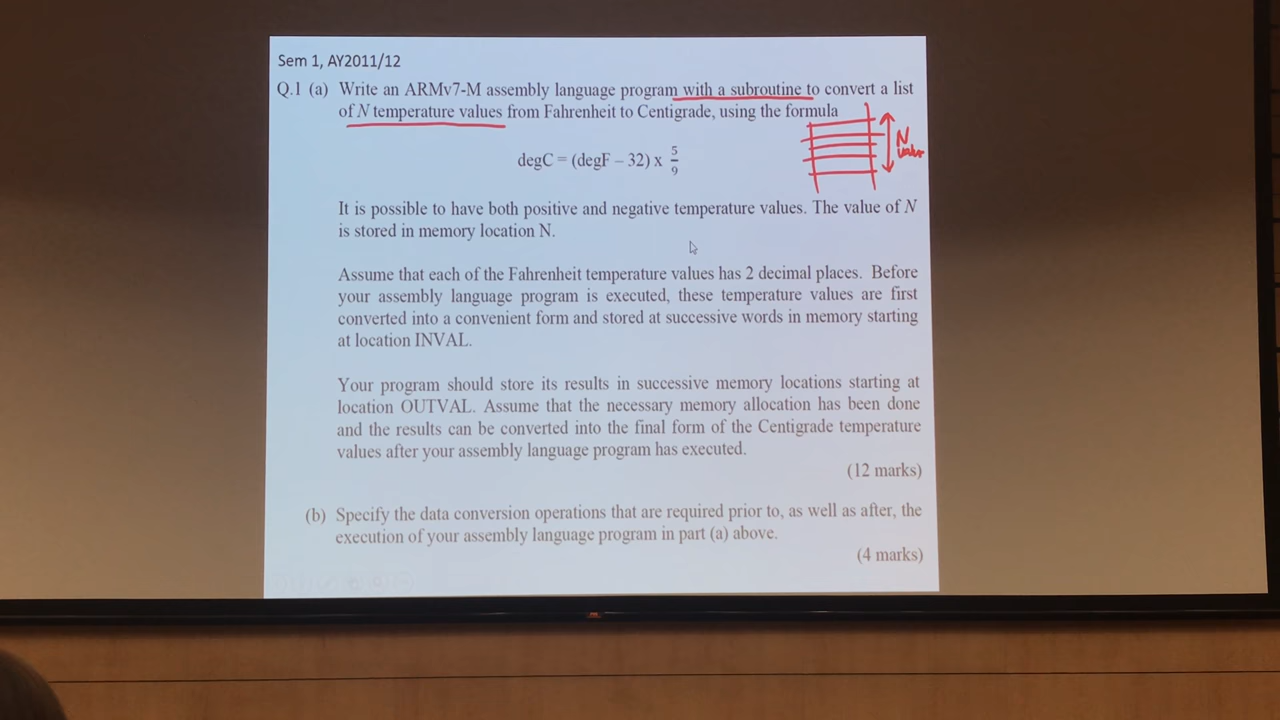 Sem 1, AY2011/12
Q.1 (a) Write an ARMv7-M assembly language program with a subroutine to convert a list
of N temperature values from Fahrenheit to Centigrade, using the formula
degC = (degF – 32) x 5/9
N
value
It is possible to have both positive and negative temperature values. The value of N
is stored in memory location N.
Assume that each of the Fahrenheit temperature values has 2 decimal places. Before
your assembly language program is executed, these temperature values are first
converted into a convenient form and stored at successive words in memory starting
at location INVAL.
Your program should store its results in successive memory locations starting at
location OUTVAL. Assume that the necessary memory allocation has been done
and the results can be converted into the final form of the Centigrade temperature
values after your assembly language program has executed.
(12 marks)
(b) Specify the data conversion operations that are required prior to, as well as after, the
execution of your assembly language program in part (a) above.
(4 marks)